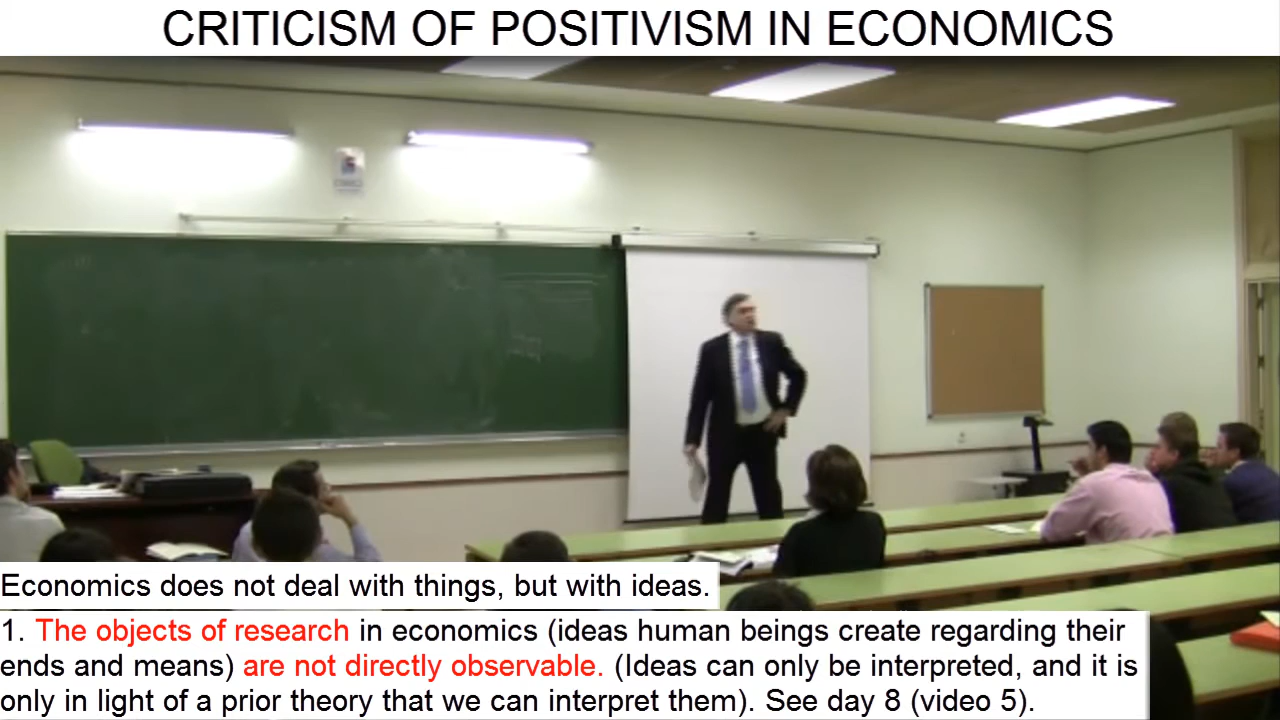 CRITICISM OF POSITIVISM IN ECONOMICS
Economics does not deal with things, but with ideas.
1. The objects of research in economics (ideas human beings create regarding their
ends and means) are not directly observable. (Ideas can only be interpreted, and it is
only in light of a prior theory that we can interpret them). See day 8 (video 5).